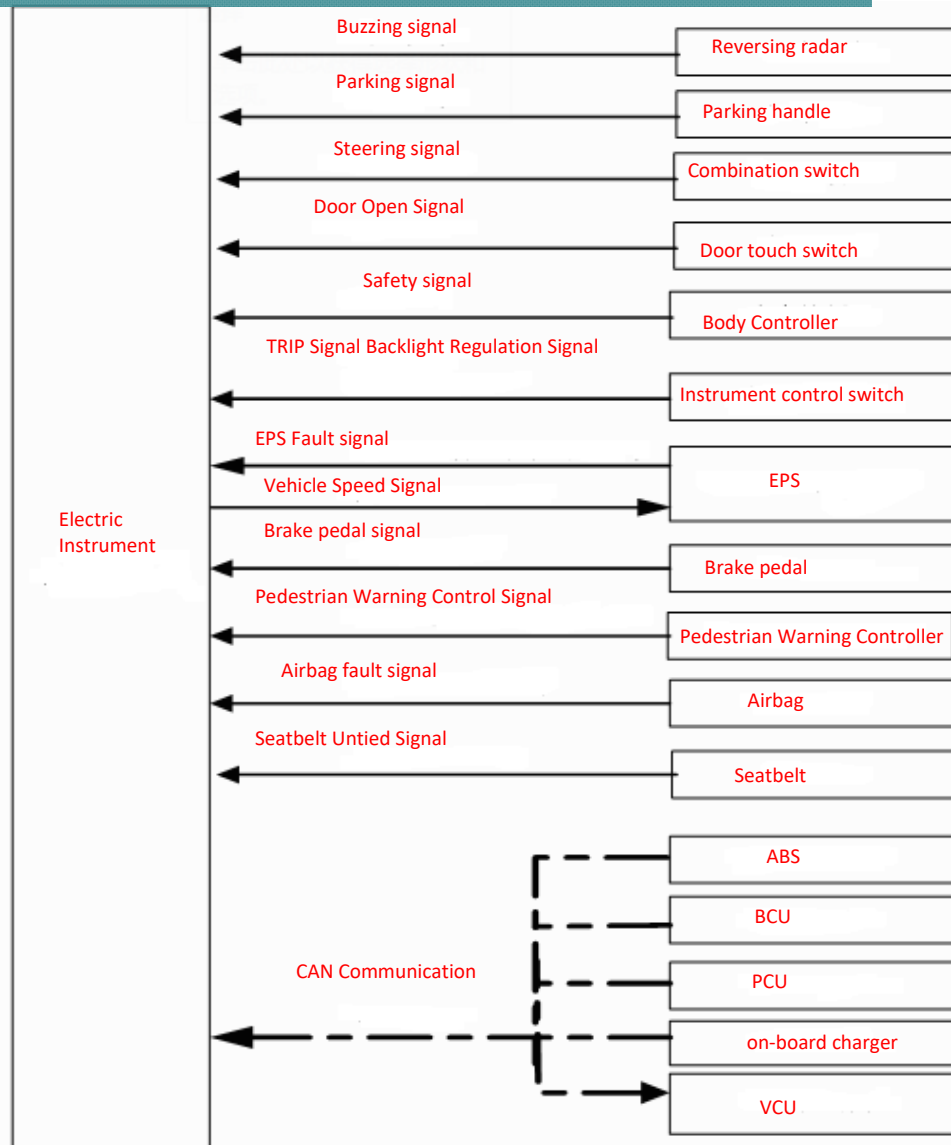 Buzzing signal
Reversing radar
Parking signal
Parking handle
Steering signal
Combination switch
Door Open Signal
Door touch switch
Safety signal
Body Controller
TRIP Signal Backlight Regulation Signal
Instrument control switch
EPS Fault signal
EPS
Vehicle Speed Signal
Electric
Instrument
Brake pedal signal
Brake pedal
Pedestrian Warning Control Signal
Pedestrian Warning Controller
Airbag fault signal
Airbag
Seatbelt Untied Signal
Seatbelt
ABS
BCU
CAN Communication
PCU
on-board charger
VCU